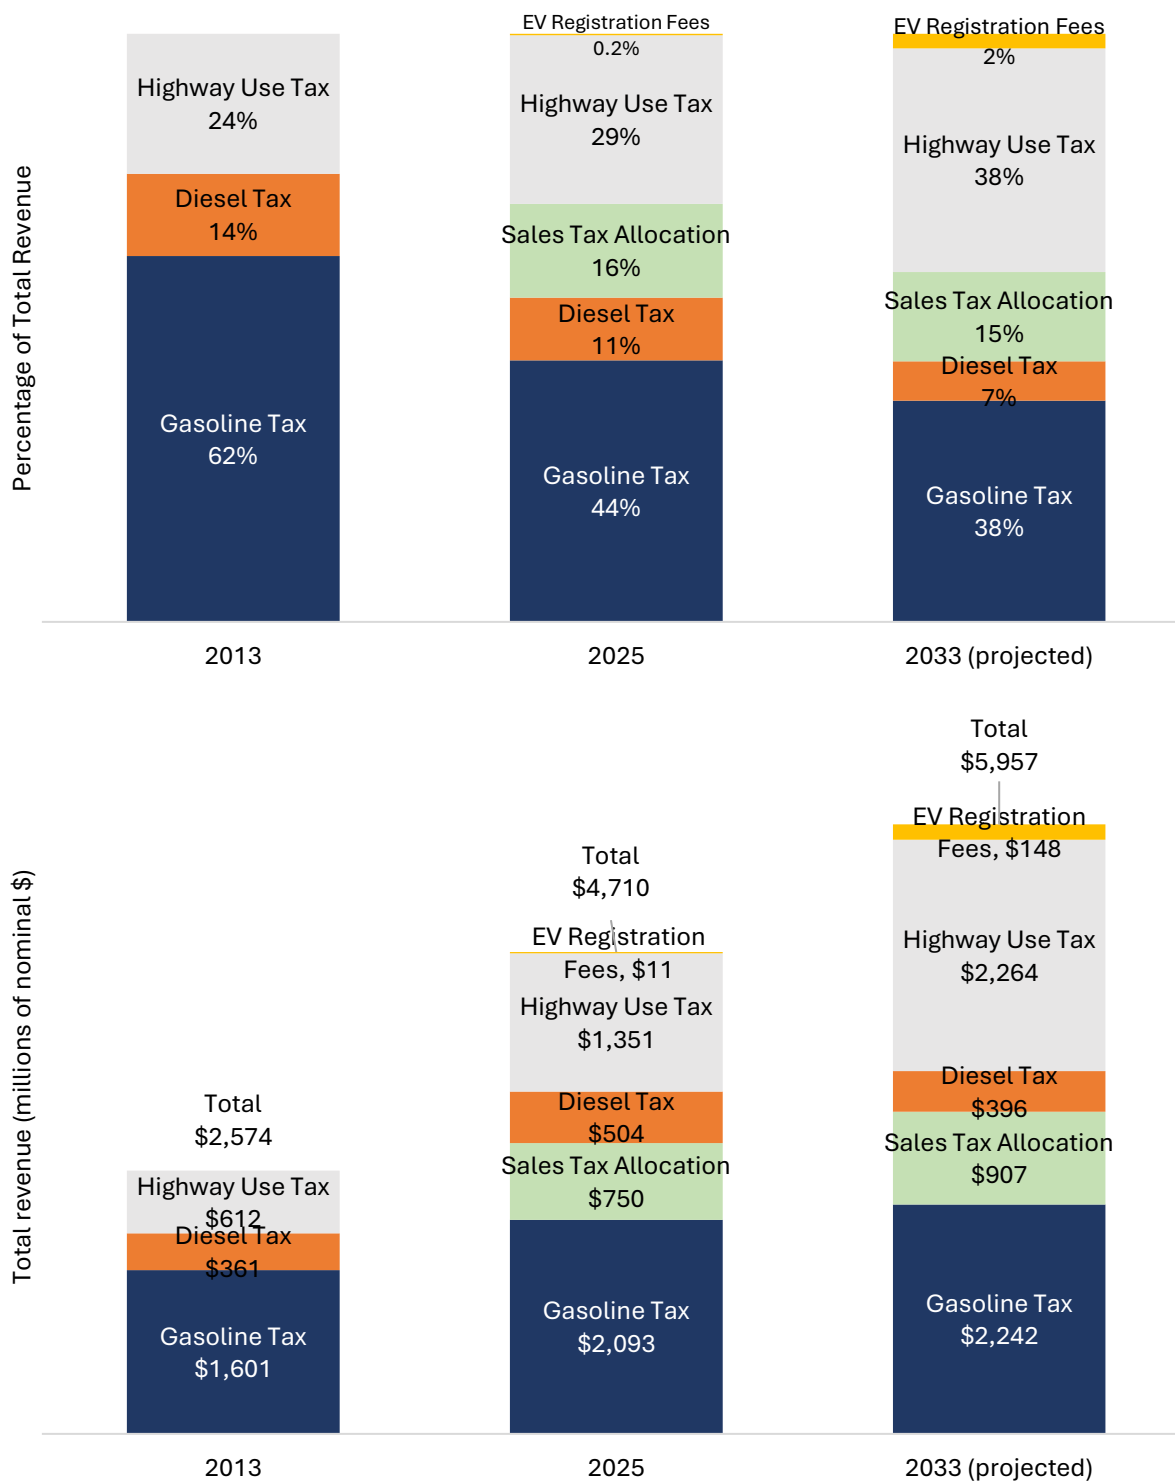 Percentage of Total Revenue
Highway Use Tax
24%
Diesel Tax
14%
Gasoline Tax
62%
2013
EV Registration Fees
0.2%
Highway Use Tax
29%
Sales Tax Allocation
16%
Diesel Tax
11%
Gasoline Tax
44%
2025
EV Registration Fees
2%
Highway Use Tax
38%
Sales Tax Allocation
15%
Diesel Tax
7%
Gasoline Tax
38%
2033 (projected)
Total revenue (millions of nominal $)
Total
$2,574
Highway Use Tax
$612
Diesel Tax
$361
Gasoline Tax
$1,601
2013
Total
$4,710
EV Registration
Fees, $11
Highway Use Tax
$1,351
Diesel Tax
$504
Sales Tax Allocation
$750
Gasoline Tax
$2,093
2025
Total
$5,957
EV Registration
Fees, $148
Highway Use Tax
$2,264
Diesel Tax
$396
Sales Tax Allocation
$907
Gasoline Tax
$2,242
2033 (projected)